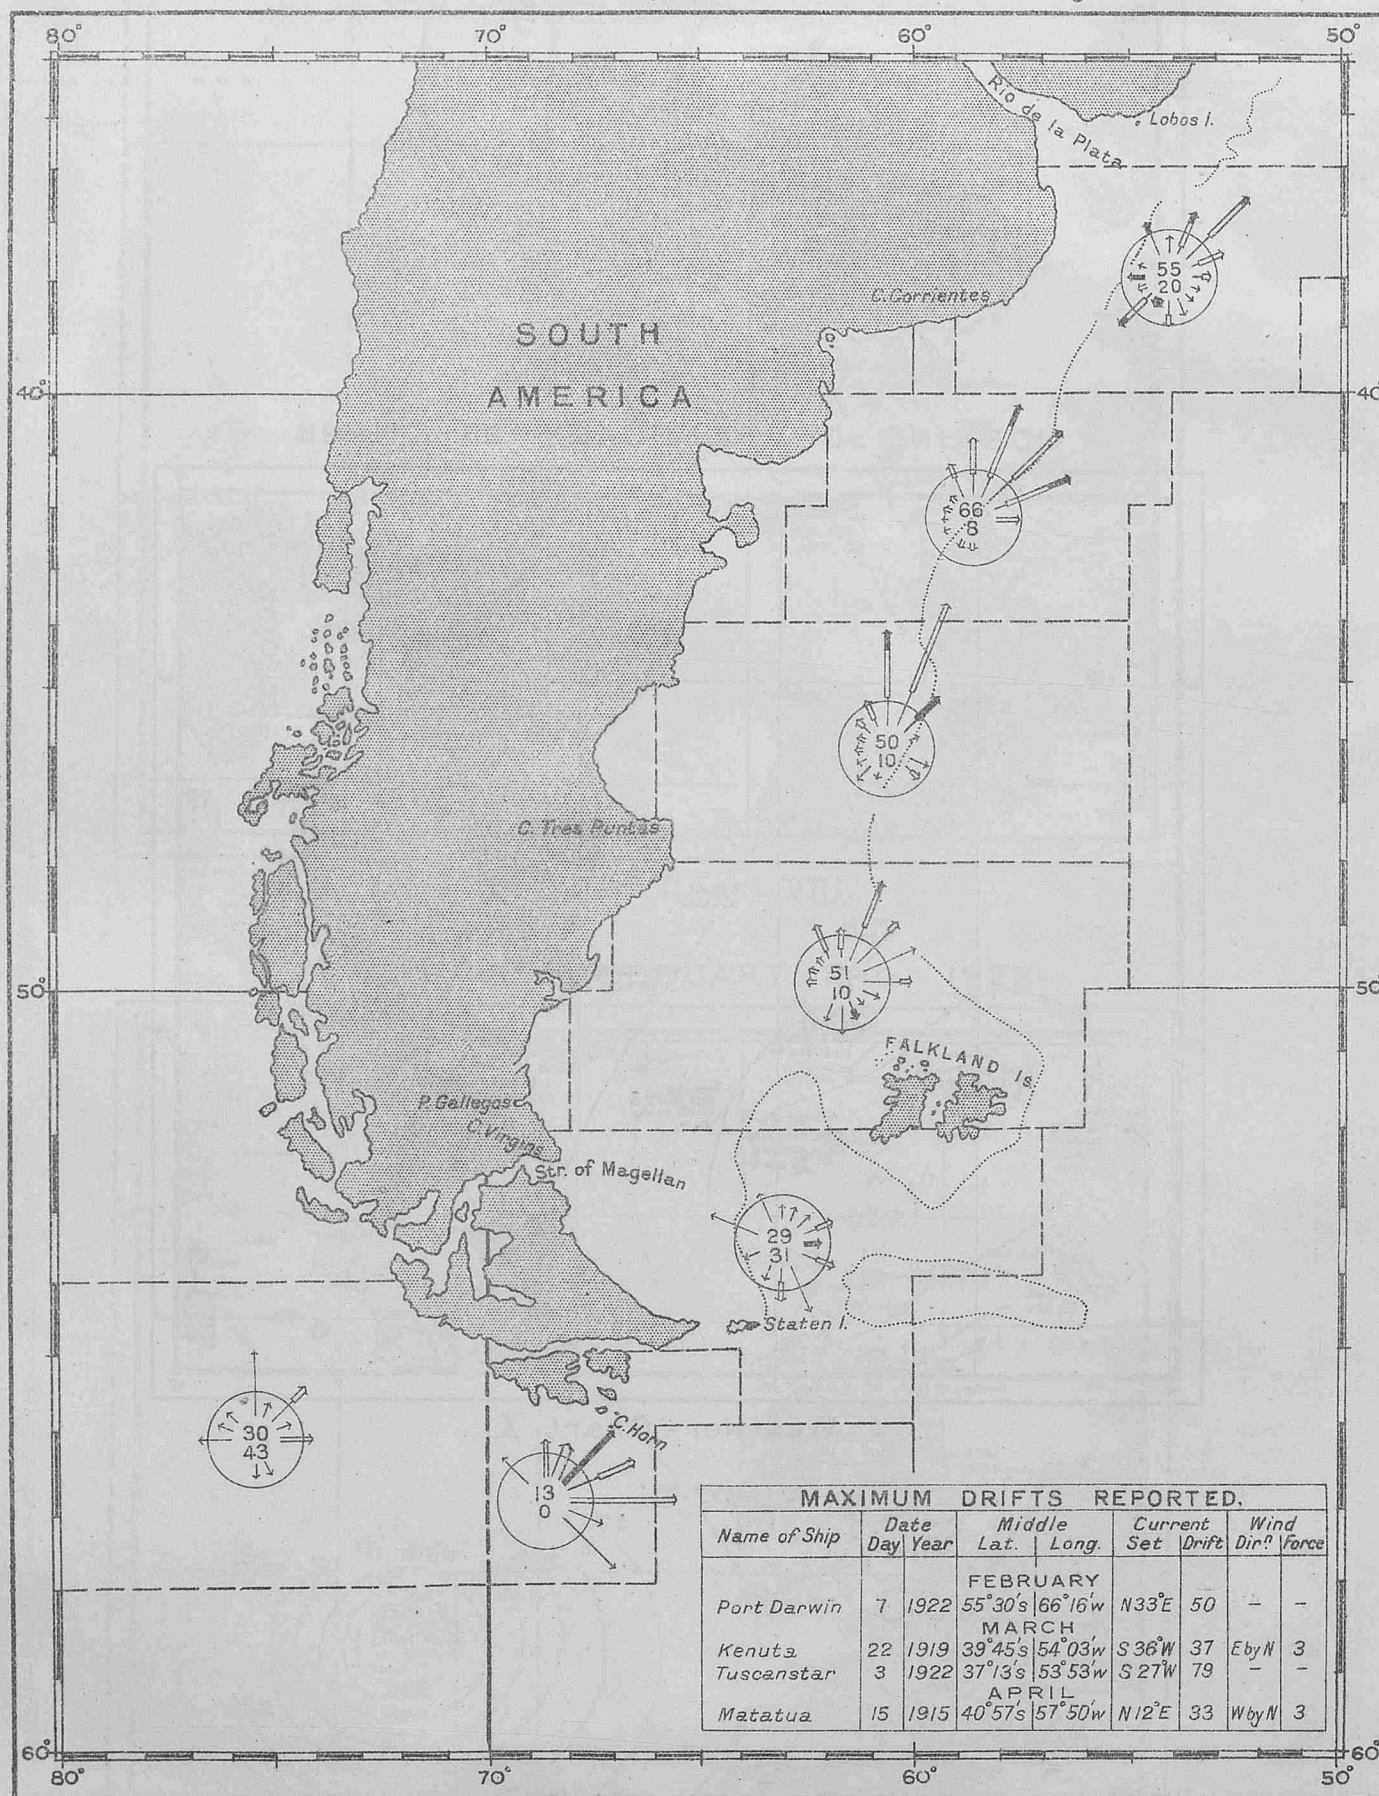 80° 70° 60° 50°
Rio de la Plata
Lobos I.
55
20
C. Corrientes
SOUTH
AMERICA
40° 40°
66
8
50
10
C. Tres Puntas
51
10
50° 50°
FALKLAND Is.
P. Gallegos
C. Virgins
Str. of Magellan
29
31
Staten I.
30
43
C. Horn
13
0
MAXIMUM DRIFTS REPORTED.
Name of Ship Date Middle Current Wind
Day Year Lat. Long. Set Drift Dirⁿ Force
FEBRUARY
Port Darwin 7 1922 55°30's 66°16'w N33°E 50 – –
MARCH
Kenuta 22 1919 39°45's 54°03'w S36°W 37 E by N 3
Tuscanstar 3 1922 37°13's 53°53'w S27°W 79 – –
APRIL
Matatua 15 1915 40°57's 57°50'w N12°E 33 W by N 3
60° 60°
80° 70° 60° 50°